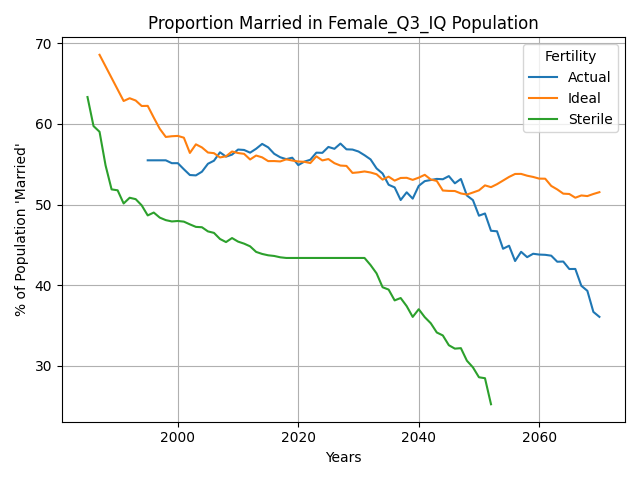 Proportion Married in Female_Q3_IQ Population
Fertility
Actual
Ideal
Sterile
% of Population 'Married'
70
60
50
40
30
2000
2020
2040
2060
Years